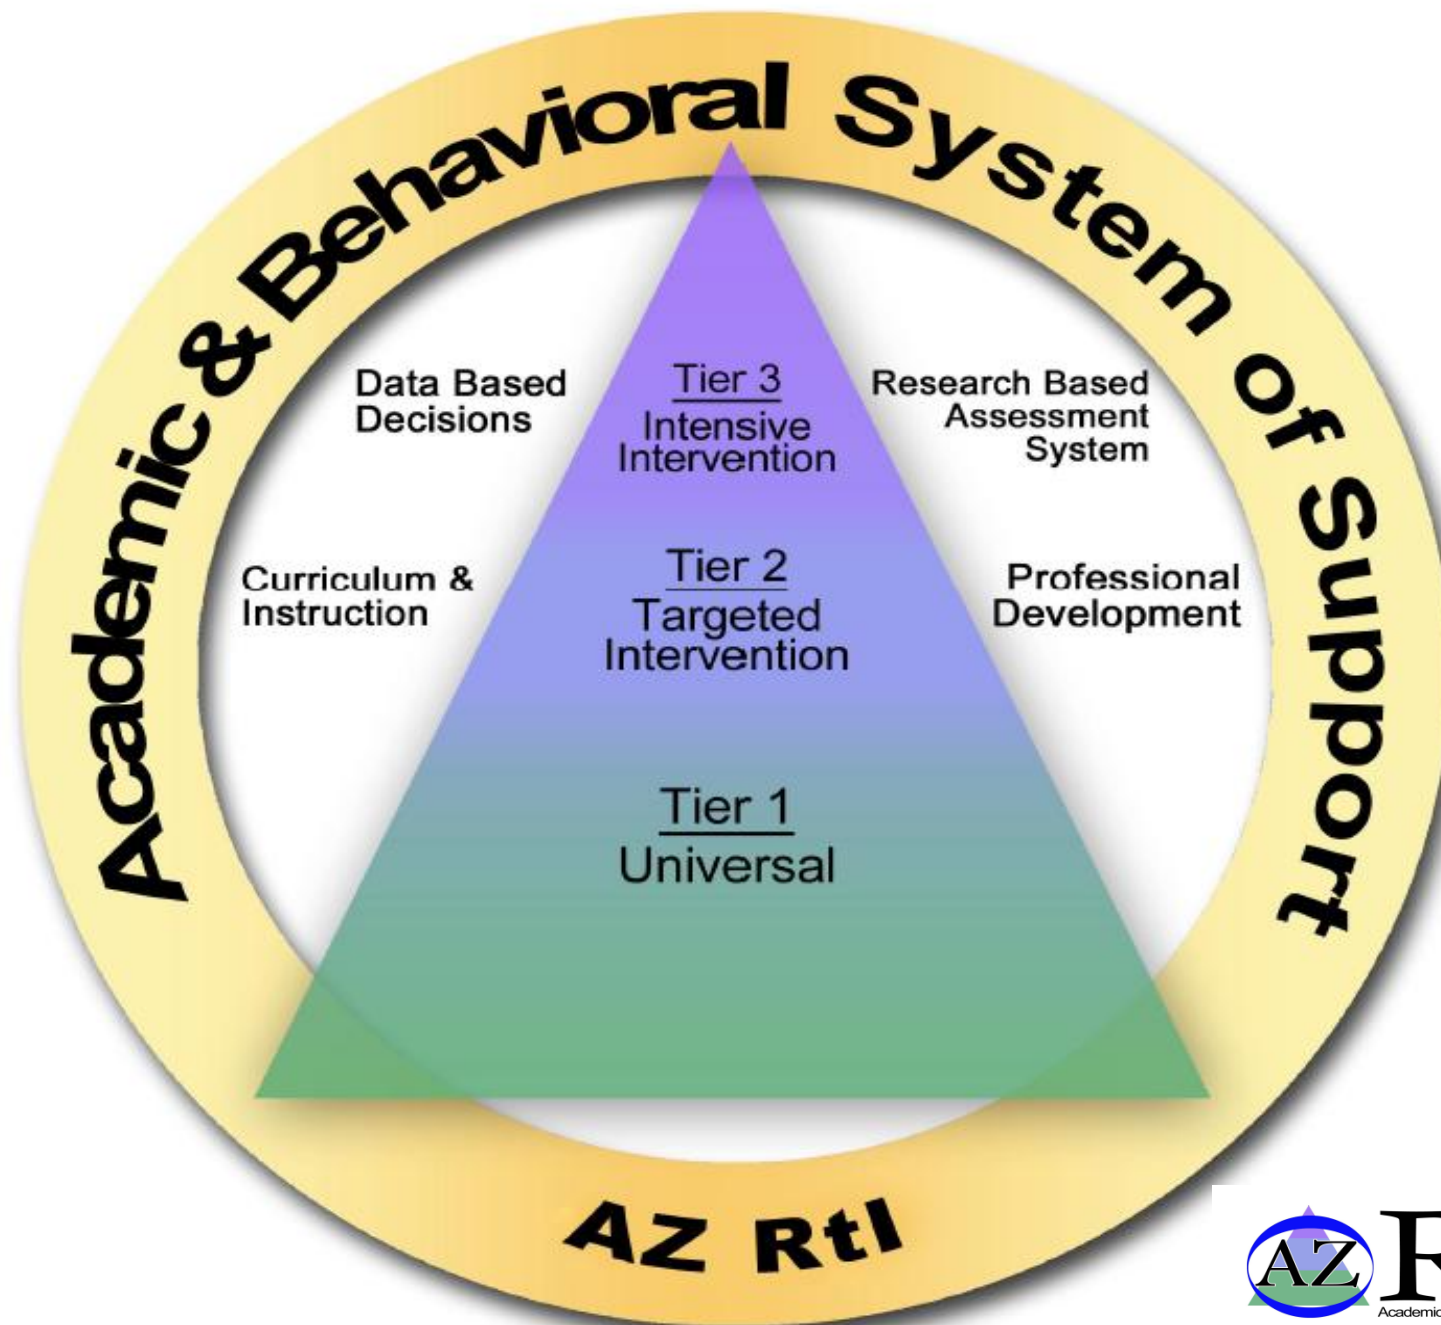 Academic & Behavioral System of Support
Data Based
Decisions
Tier 3
Intensive
Intervention
Research Based
Assessment
System
Curriculum &
Instruction
Tier 2
Targeted
Intervention
Professional
Development
Tier 1
Universal
AZ RtI
AZ
Academic